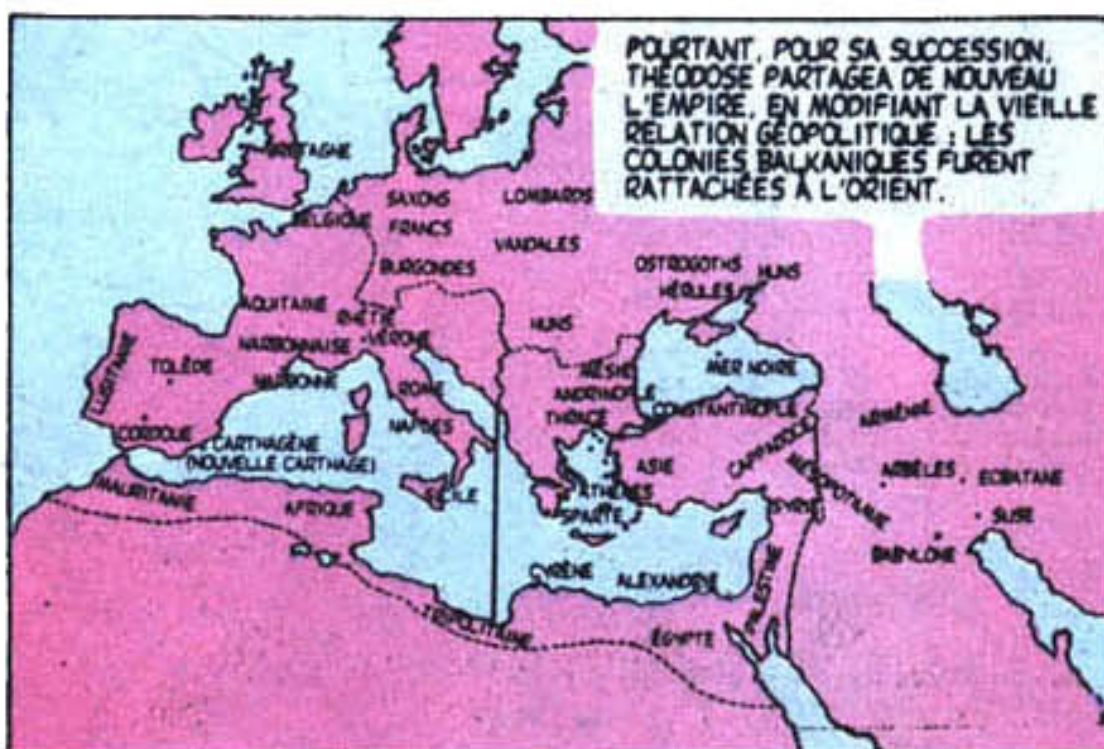 POURTANT, POUR SA SUCCESSION,
THÉODOSE PARTAGEA DE NOUVEAU
L'EMPIRE, EN MODIFIANT LA VIEILLE
RELATION GÉOPOLITIQUE : LES
COLONIES BALKANIQUES FURENT
RATTACHÉES À L'ORIENT.
BRETAGNE
SAXONS
LOMBARDS
BELGIQUE
FRANCS
VANDALES
BURGONDES
OSTROGOTHS
HUNS
HÉRULES
AQUITAINE
RHÉTIE
HUNS
NARBONNAISE
VÉRONE
MÉSIE
MER NOIRE
LUSITANIE
TOLÈDE
NARBONNE
ROME
ANDRINOPLE
CONSTANTINOPLE
ARMÉNIE
THRACE
NAPLES
CORDOUE
CARTHAGÈNE
(NOUVELLE CARTHAGE)
ASIE
CAPPADOCE
MÉSOPOTAMIE
ARBÈLES
ECBATANE
MAURITANIE
AFRIQUE
SICILE
ATHÈNES
SPARTE
SYRIE
SUSE
BABYLONE
CYRÈNE
ALEXANDRIE
PALESTINE
TRIPOLITAINE
ÉGYPTE